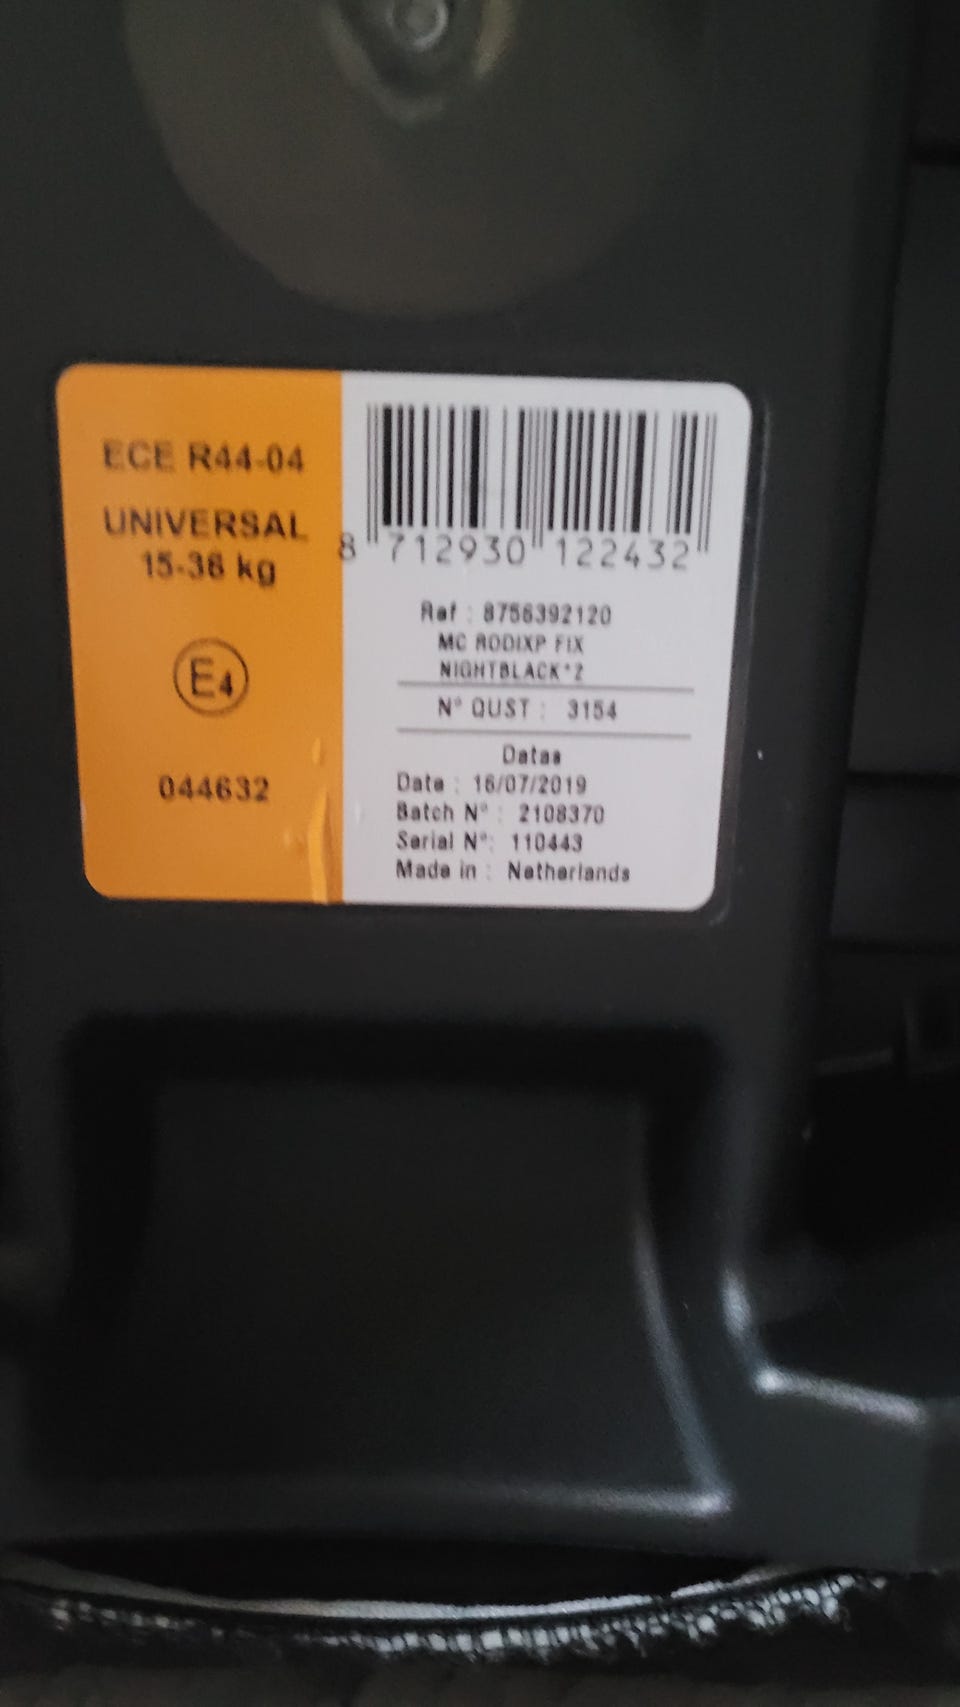 ECE R44-04
UNIVERSAL
15-36 kg
E4
044632
8 712930 122432
Ref : 8756392120
MC RODIXP FIX
NIGHTBLACK*2
N° QUST : 3154
Datas
Date : 16/07/2019
Batch N° : 2108370
Serial N°: 110443
Made in : Netherlands